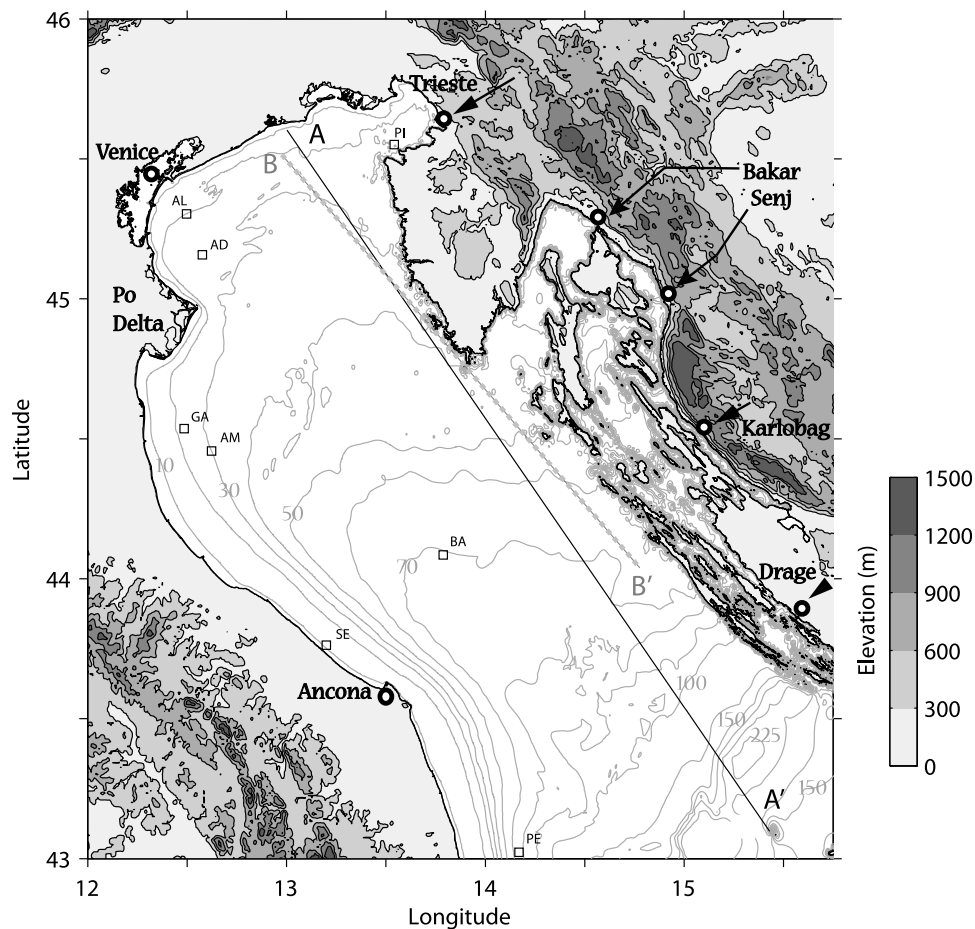 46
Trieste
A
PI
Venice
B
Bakar
AL
Senj
AD
45
Po
Delta
GA
Karlobag
AM
10
30
50
Latitude
1500
1200
70
BA
44
B′
Drage
900
SE
600
Elevation (m)
Ancona
100
300
150
225
0
A′
150
PE
43
12
13
14
15
Longitude